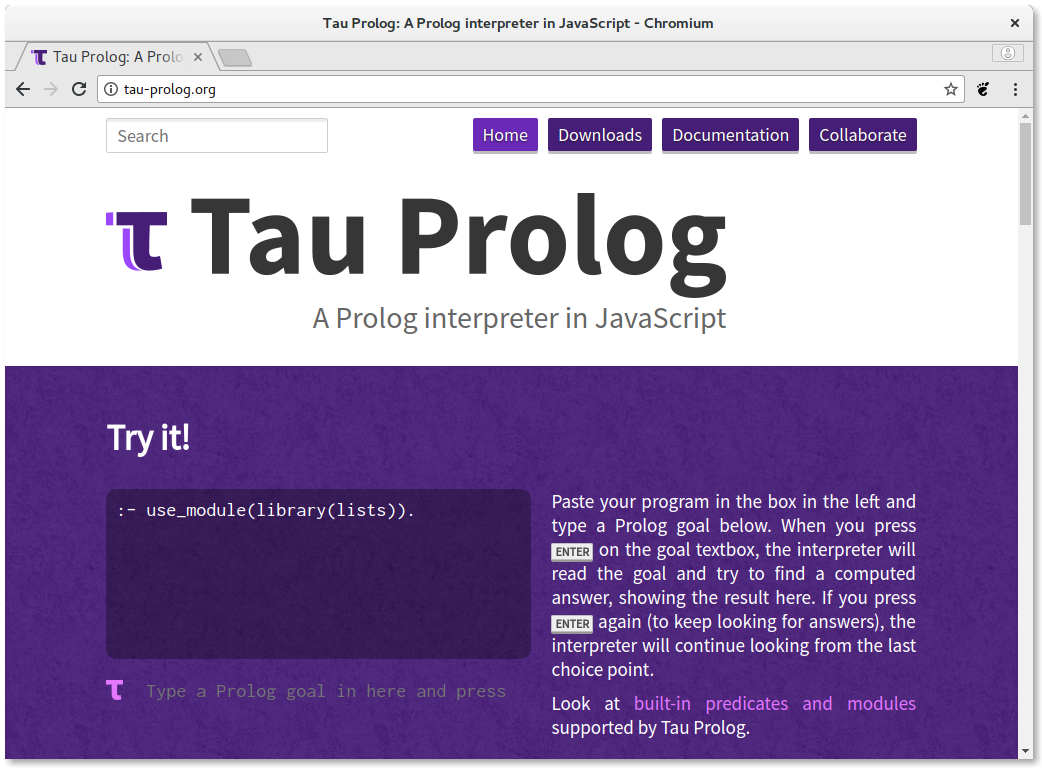 Tau Prolog: A Prolog interpreter in JavaScript - Chromium
Tau Prolog: A Prolo
tau-prolog.org
Search
Home
Downloads
Documentation
Collaborate
Tau Prolog
A Prolog interpreter in JavaScript
Try it!
:- use_module(library(lists)).
Type a Prolog goal in here and press
Paste your program in the box in the left and
type a Prolog goal below. When you press
ENTER on the goal textbox, the interpreter will
read the goal and try to find a computed
answer, showing the result here. If you press
ENTER again (to keep looking for answers), the
interpreter will continue looking from the last
choice point.
Look at built-in predicates and modules
supported by Tau Prolog.